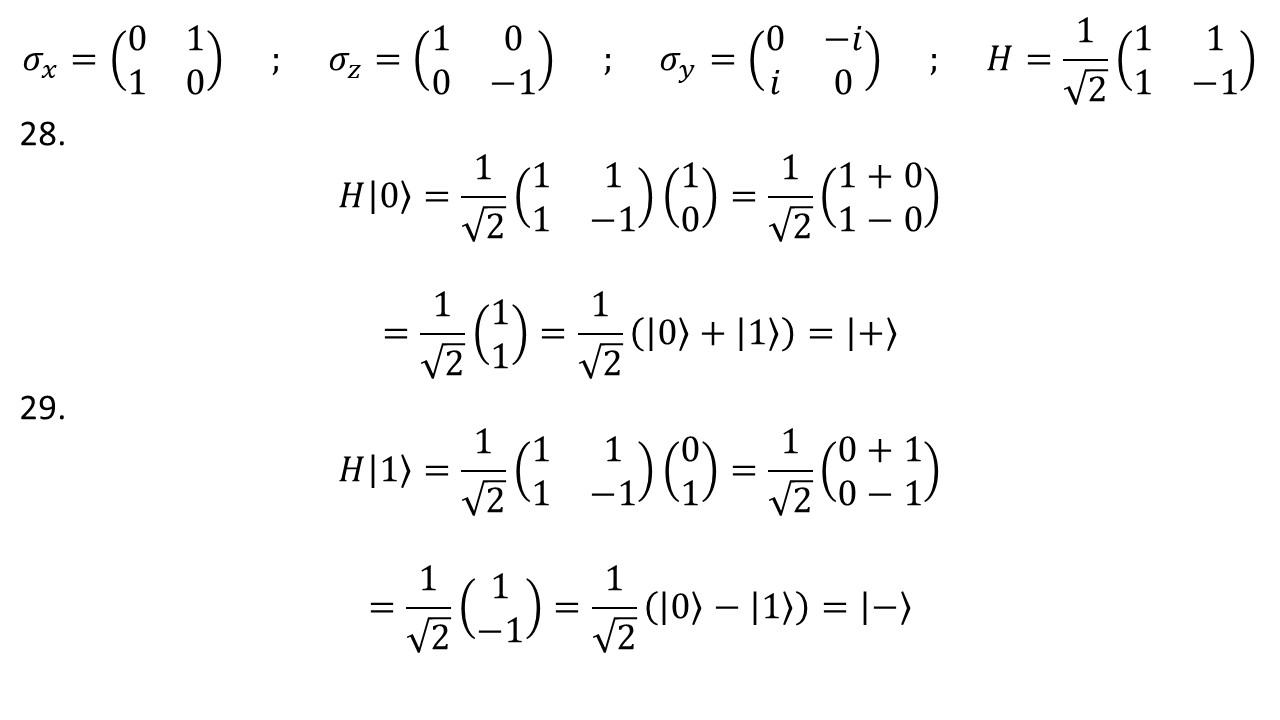 σₓ = (0 1; 1 0) ; σ_z = (1 0; 0 −1) ; σ_y = (0 −i; i 0) ; H = 1/√2 (1 1; 1 −1)
28.
H|0⟩ = 1/√2 (1 1; 1 −1) (1; 0) = 1/√2 (1 + 0; 1 − 0)
= 1/√2 (1; 1) = 1/√2 (|0⟩ + |1⟩) = |+⟩
29.
H|1⟩ = 1/√2 (1 1; 1 −1) (0; 1) = 1/√2 (0 + 1; 0 − 1)
= 1/√2 (1; −1) = 1/√2 (|0⟩ − |1⟩) = |−⟩